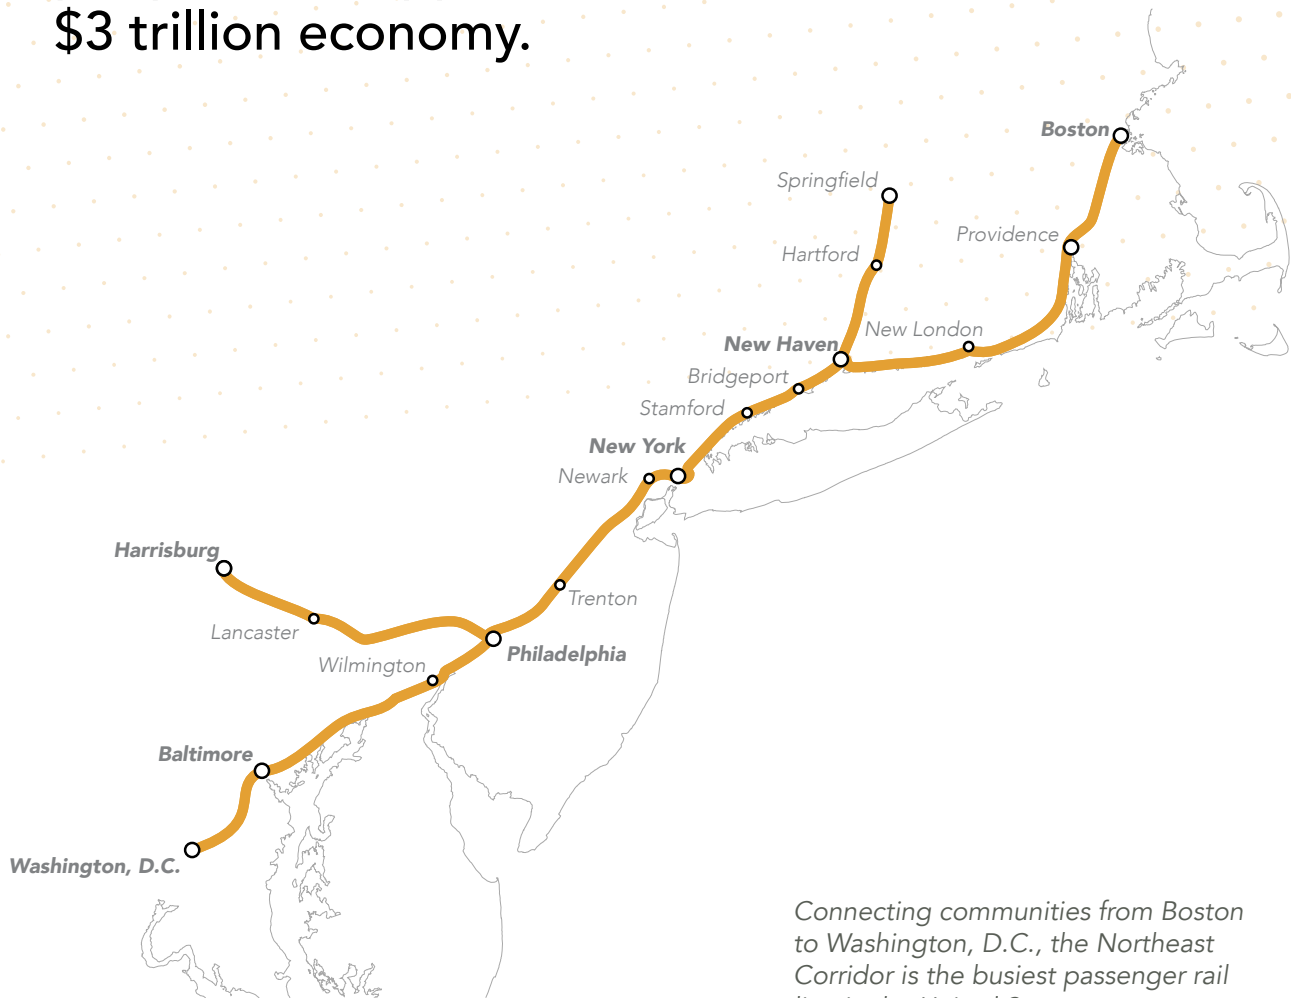 $3 trillion economy.
Boston
Springfield
Providence
Hartford
New London
New Haven
Bridgeport
Stamford
New York
Newark
Harrisburg
Trenton
Lancaster
Philadelphia
Wilmington
Baltimore
Washington, D.C.
Connecting communities from Boston
to Washington, D.C., the Northeast
Corridor is the busiest passenger rail